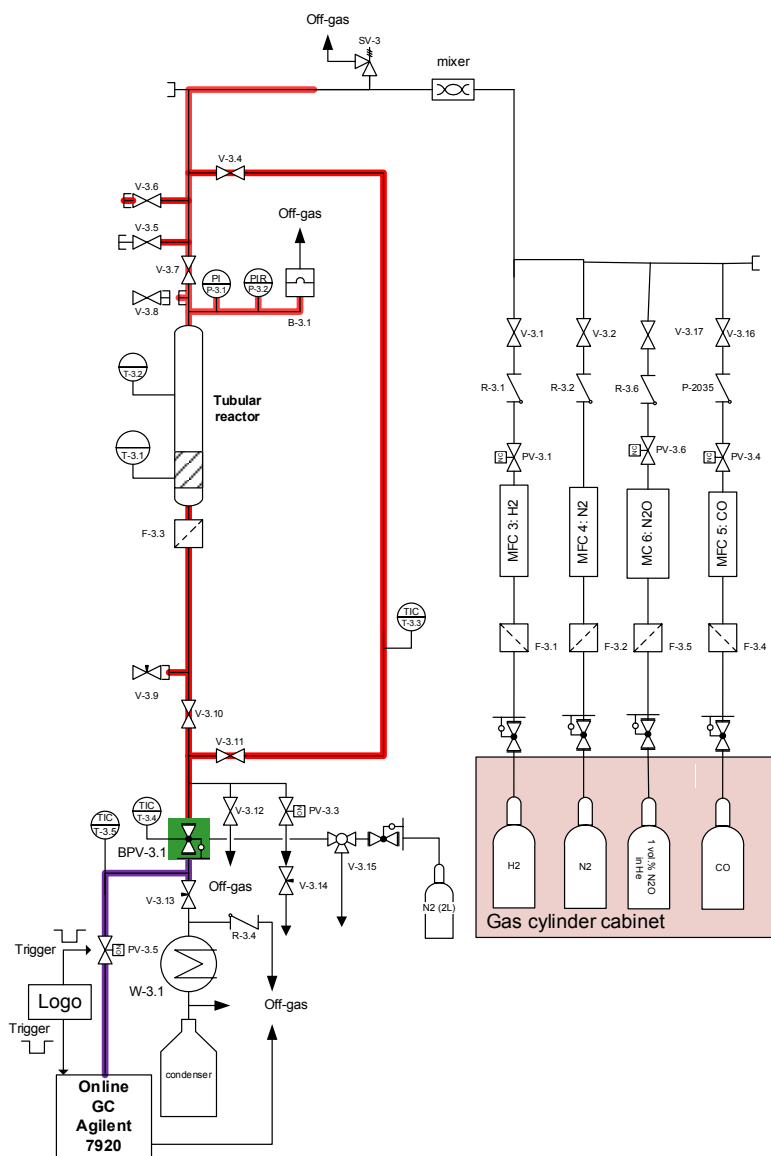 Off-gas
SV-3
mixer
V-3.4
V-3.6
V-3.5
Off-gas
V-3.7
PI
P-3.1
PIR
P-3.2
V-3.8
B-3.1
V-3.1
V-3.2
V-3.17
V-3.16
T-3.2
Tubular
reactor
R-3.1
R-3.2
R-3.6
P-2035
T-3.1
NC
PV-3.1
NC
PV-3.6
NC
PV-3.4
MFC 3: H2
MFC 4: N2
MC 6: N2O
MFC 5: CO
F-3.3
TIC
T-3.3
F-3.1
F-3.2
F-3.5
F-3.4
V-3.9
V-3.10
V-3.11
TIC
T-3.5
TIC
T-3.4
V-3.12
NO
PV-3.3
BPV-3.1
V-3.15
Off-gas
V-3.14
V-3.13
N2 (2L)
H2
N2
1 vol.% N2O
in He
CO
Gas cylinder cabinet
R-3.4
Trigger
NO
PV-3.5
W-3.1
Logo
Off-gas
Trigger
condenser
Online
GC
Agilent
7920